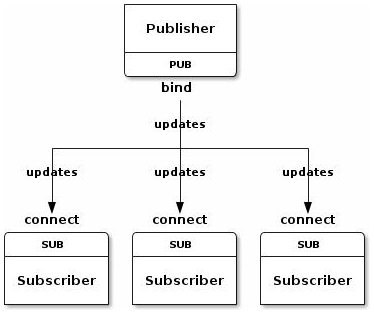 Publisher
PUB
bind
updates
updates
updates
updates
connect
connect
connect
SUB
SUB
SUB
Subscriber
Subscriber
Subscriber